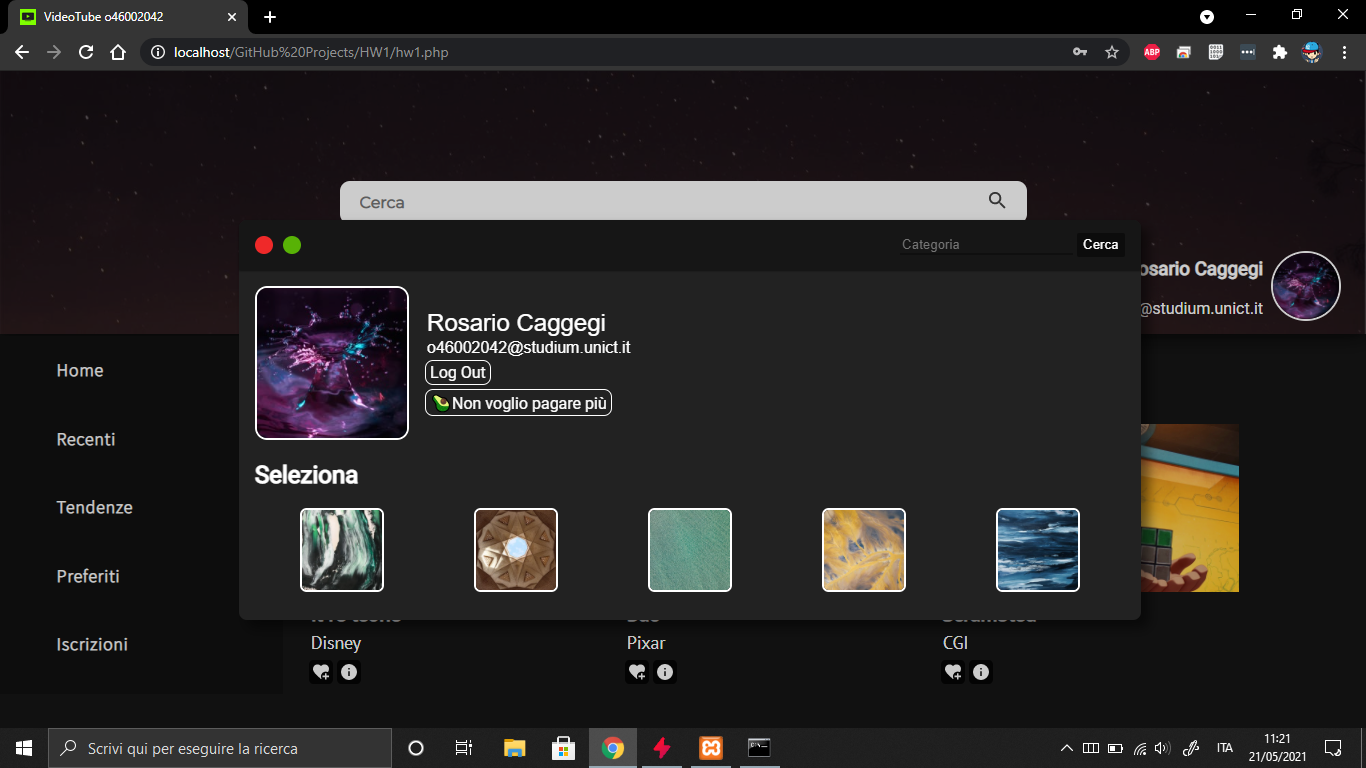 VideoTube o46002042
localhost/GitHub%20Projects/HW1/hw1.php
ABP
Cerca
Categoria
Cerca
Caggegi
@studium.unict.it
Rosario Caggegi
o46002042@studium.unict.it
Log Out
Non voglio pagare più
Seleziona
Home
Recenti
Tendenze
Preferiti
Iscrizioni
Disney
Pixar
CGI
Scrivi qui per eseguire la ricerca
ITA
11:21
21/05/2021